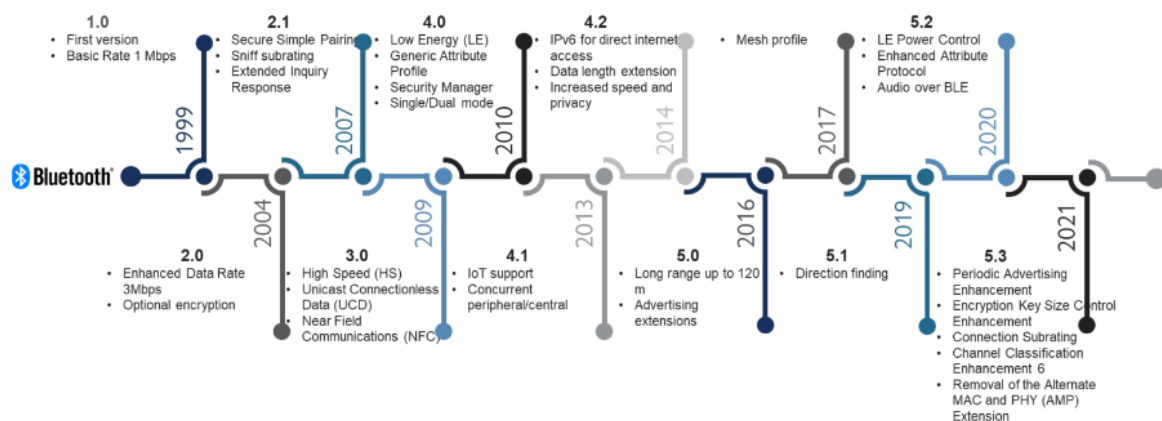 1.0
• First version
• Basic Rate 1 Mbps
1999
2.1
• Secure Simple Pairing
• Sniff subrating
• Extended Inquiry
Response
2007
4.0
• Low Energy (LE)
• Generic Attribute
Profile
• Security Manager
• Single/Dual mode
2010
4.2
• IPv6 for direct internet
access
• Data length extension
• Increased speed and
privacy
2014
• Mesh profile
2017
5.2
• LE Power Control
• Enhanced Attribute
Protocol
• Audio over BLE
2020
Bluetooth®
2004
2.0
• Enhanced Data Rate
3Mbps
• Optional encryption
2009
3.0
• High Speed (HS)
• Unicast Connectionless
Data (UCD)
• Near Field
Communications (NFC)
2013
4.1
• IoT support
• Concurrent
peripheral/central
2016
5.0
• Long range up to 120
m
• Advertising
extensions
2019
5.1
• Direction finding
2021
5.3
• Periodic Advertising
Enhancement
• Encryption Key Size Control
Enhancement
• Connection Subrating
• Channel Classification
Enhancement 6
• Removal of the Alternate
MAC and PHY (AMP)
Extension